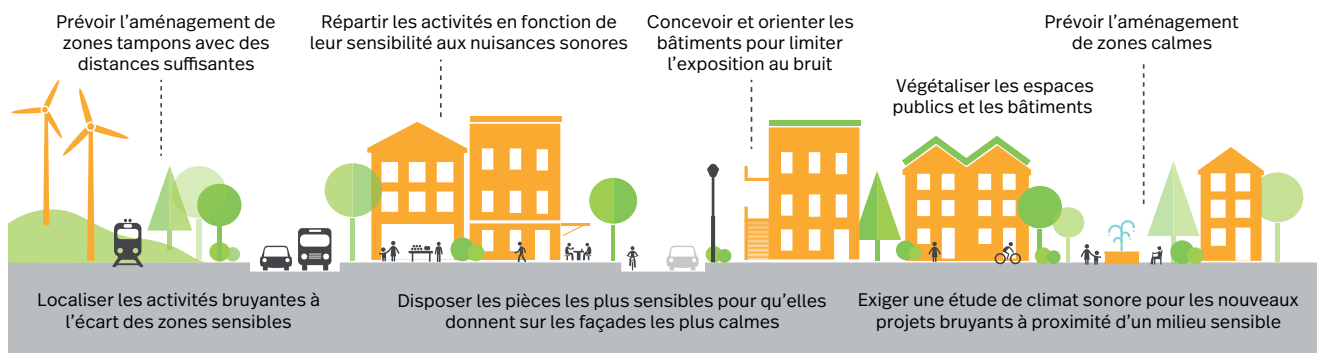 Prévoir l’aménagement de
zones tampons avec des
distances suffisantes
Répartir les activités en fonction de
leur sensibilité aux nuisances sonores
Concevoir et orienter les
bâtiments pour limiter
l’exposition au bruit
Végétaliser les espaces
publics et les bâtiments
Prévoir l’aménagement
de zones calmes
Localiser les activités bruyantes à
l’écart des zones sensibles
Disposer les pièces les plus sensibles pour qu’elles
donnent sur les façades les plus calmes
Exiger une étude de climat sonore pour les nouveaux
projets bruyants à proximité d’un milieu sensible